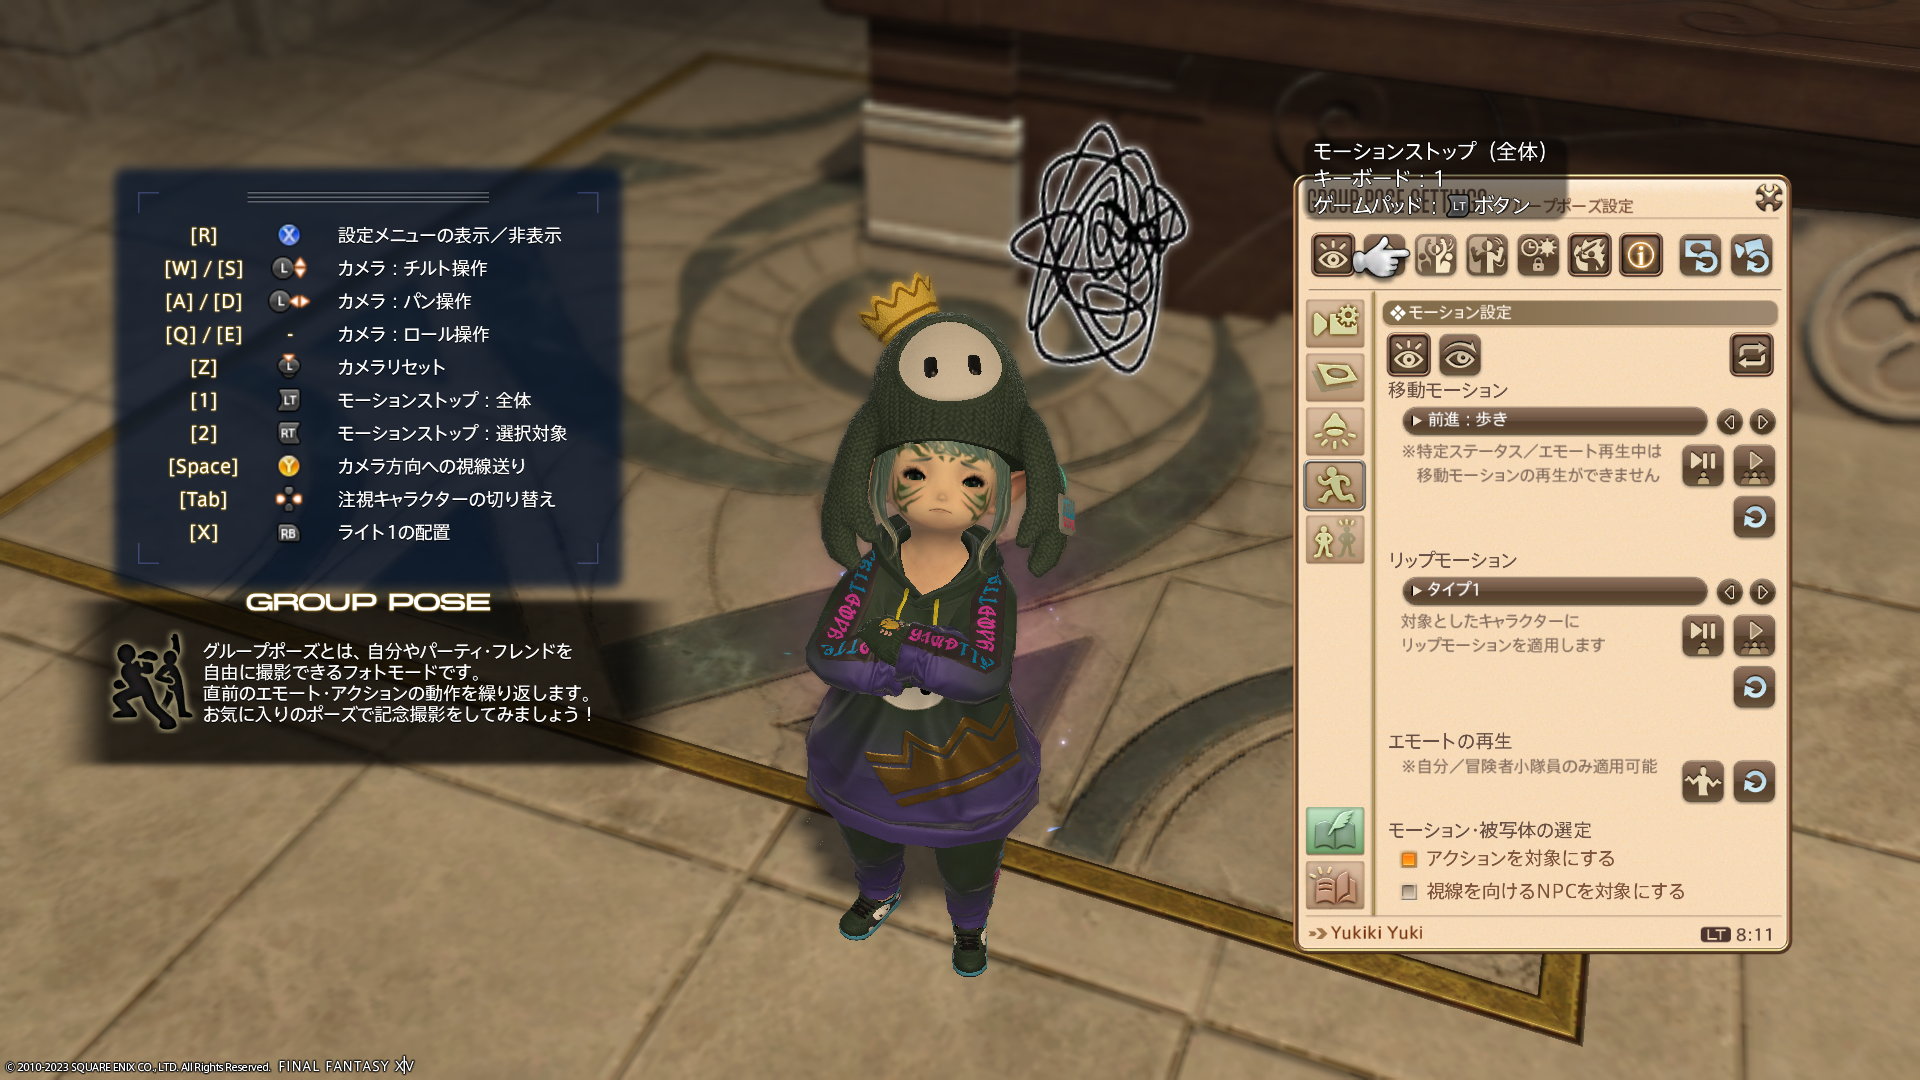 [R] 設定メニューの表示／非表示
[W] / [S] L カメラ：チルト操作
[A] / [D] L カメラ：パン操作
[Q] / [E] - カメラ：ロール操作
[Z] L カメラリセット
[1] LT モーションストップ：全体
[2] RT モーションストップ：選択対象
[Space] Y カメラ方向への視線送り
[Tab] 注視キャラクターの切り替え
[X] RB ライト1の配置
GROUP POSE
グループポーズとは、自分やパーティ・フレンドを
自由に撮影できるフォトモードです。
直前のエモート・アクションの動作を繰り返します。
お気に入りのポーズで記念撮影をしてみましょう！
モーションストップ（全体）
キーボード：1
ゲームパッド： LT ボタン
ープポーズ設定
❖モーション設定
移動モーション
前進：歩き
※特定ステータス／エモート再生中は
移動モーションの再生ができません
リップモーション
タイプ1
対象としたキャラクターに
リップモーションを適用します
エモートの再生
※自分／冒険者小隊員のみ適用可能
モーション・被写体の選定
アクションを対象にする
視線を向けるNPCを対象にする
Yukiki Yuki
LT 8:11
© 2010-2023 SQUARE ENIX CO., LTD. All Rights Reserved. FINAL FANTASY XIV